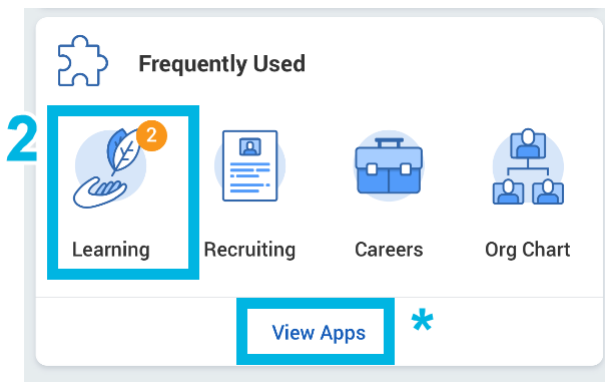 Frequently Used
2
2
Learning Recruiting Careers Org Chart
View Apps *